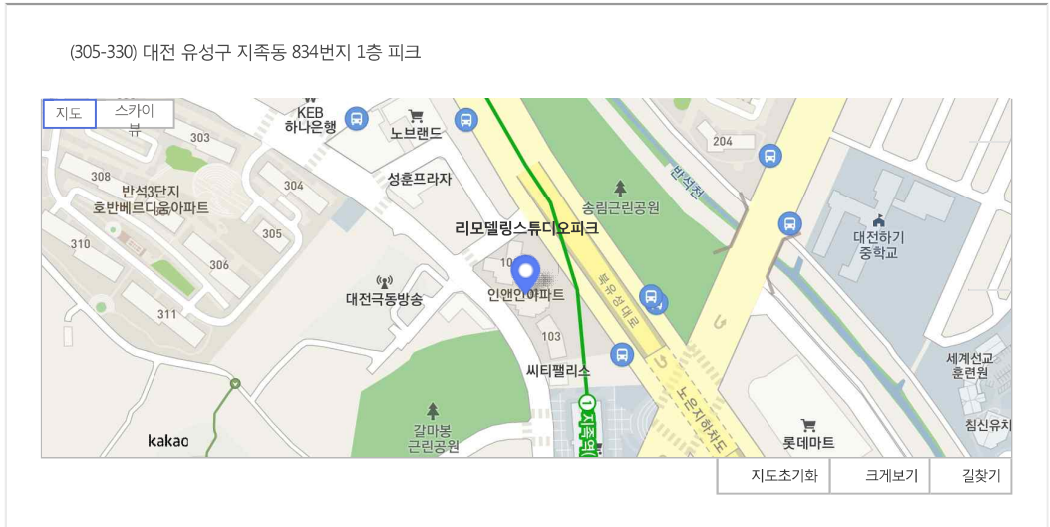 (305-330) 대전 유성구 지족동 834번지 1층 피크
지도
스카이
뷰
KEB
하나은행
노브랜드
303
204
반석천
308
반석3단지
호반베르디움아파트
304
성훈프라자
송림근린공원
305
리모델링스튜디오피크
310
306
대전하기
중학교
대전극동방송
인앤인아파트
북유성대로
311
103
세계선교
훈련원
씨티팰리스
노은지하차도
1 지족역(
갈마봉
근린공원
롯데마트
침신유치
kakao
지도초기화
크게보기
길찾기